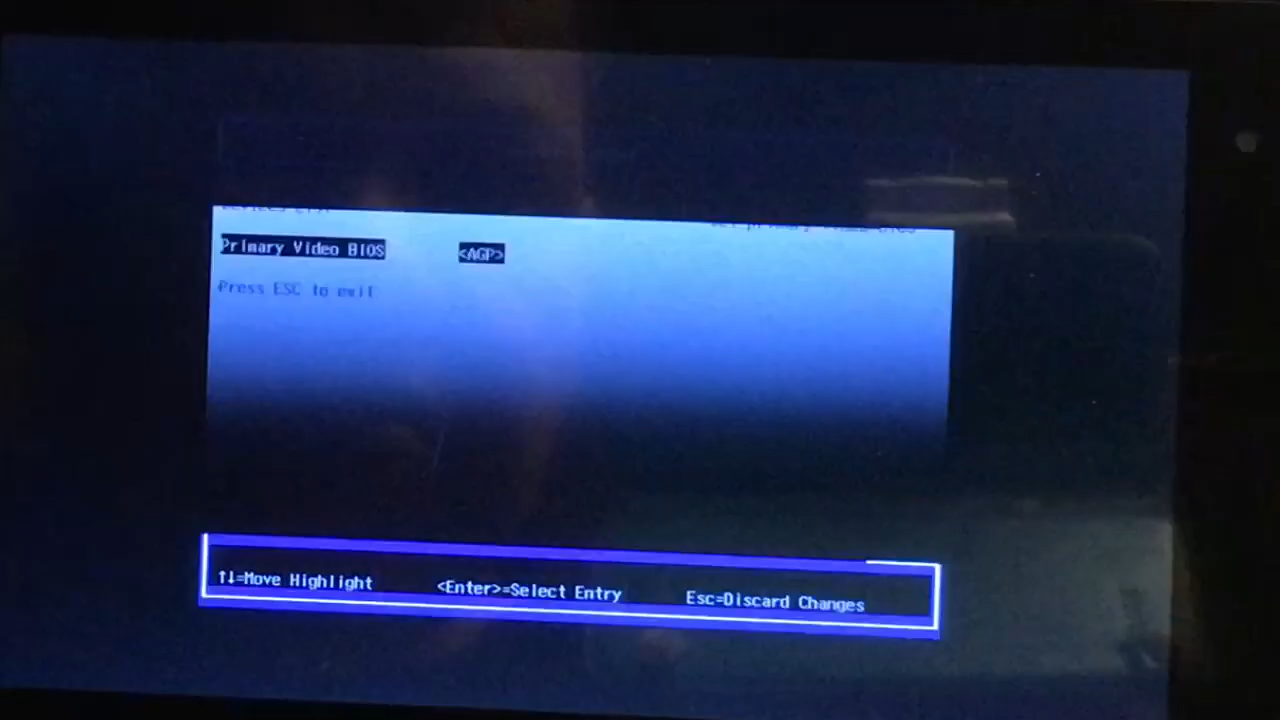 Primary Video BIOS <AGP>
Press ESC to exit
↑↓=Move Highlight <Enter>=Select Entry Esc=Discard Changes